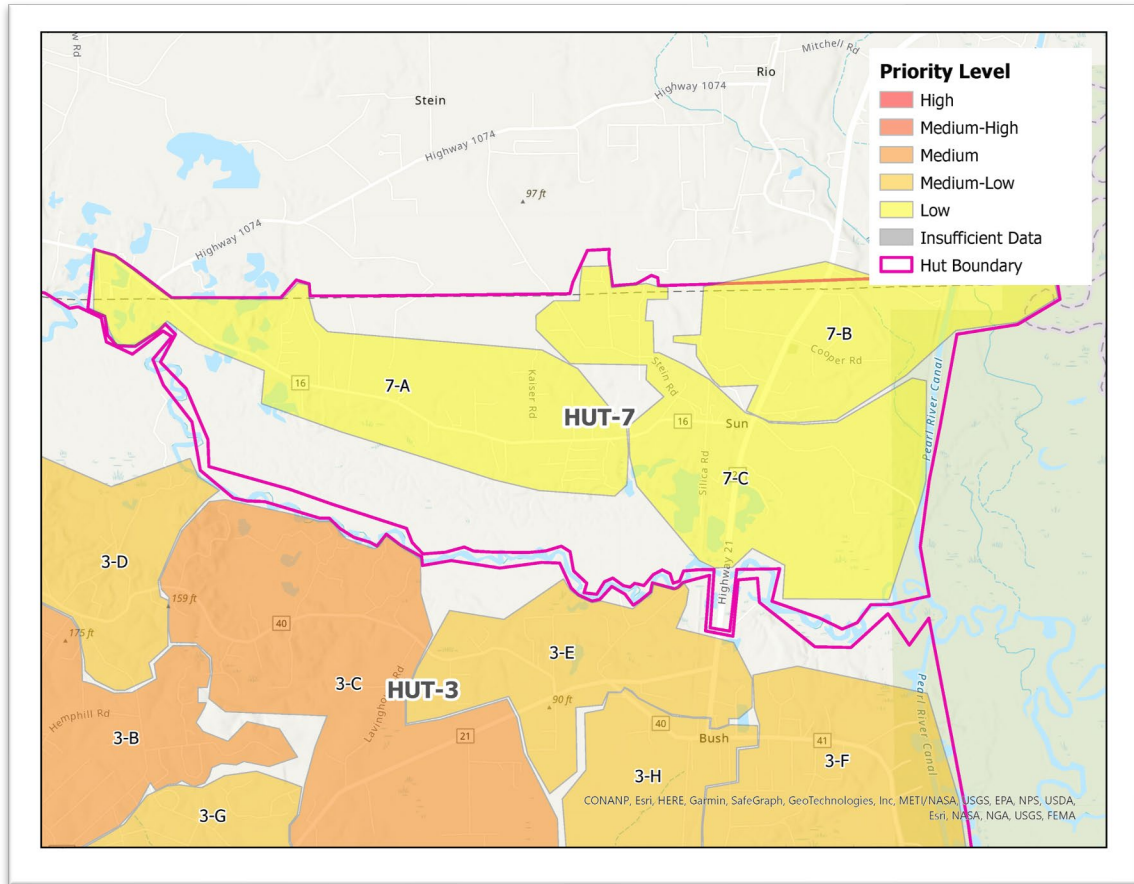 Mitchell Rd
Rio
Highway 1074
Stein
Highway 1074
97 ft
Highway 1074
Priority Level
High
Medium-High
Medium
Medium-Low
Low
Insufficient Data
Hut Boundary
7-B
Cooper Rd
Stein Rd
16
7-A
Kaiser Rd
HUT-7
16
Sun
Pearl River Canal
Silica Rd
7-C
Highway 21
3-D
159 ft
175 ft
40
3-E
3-C
HUT-3
90 ft
Hemphill Rd
3-B
21
40
Bush
41
3-F
Pearl River Canal
3-H
3-G
CONANP, Esri, HERE, Garmin, SafeGraph, GeoTechnologies, Inc, METI/NASA, USGS, EPA, NPS, USDA,
Esri, NASA, NGA, USGS, FEMA